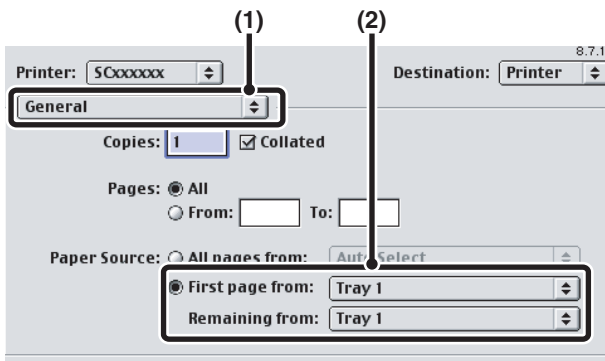 (1) (2)
8.7.1
Printer: SCxxxxxx Destination: Printer
General
Copies: 1 Collated
Pages: All
From: To:
Paper Source: All pages from: Auto Select
First page from: Tray 1
Remaining from: Tray 1